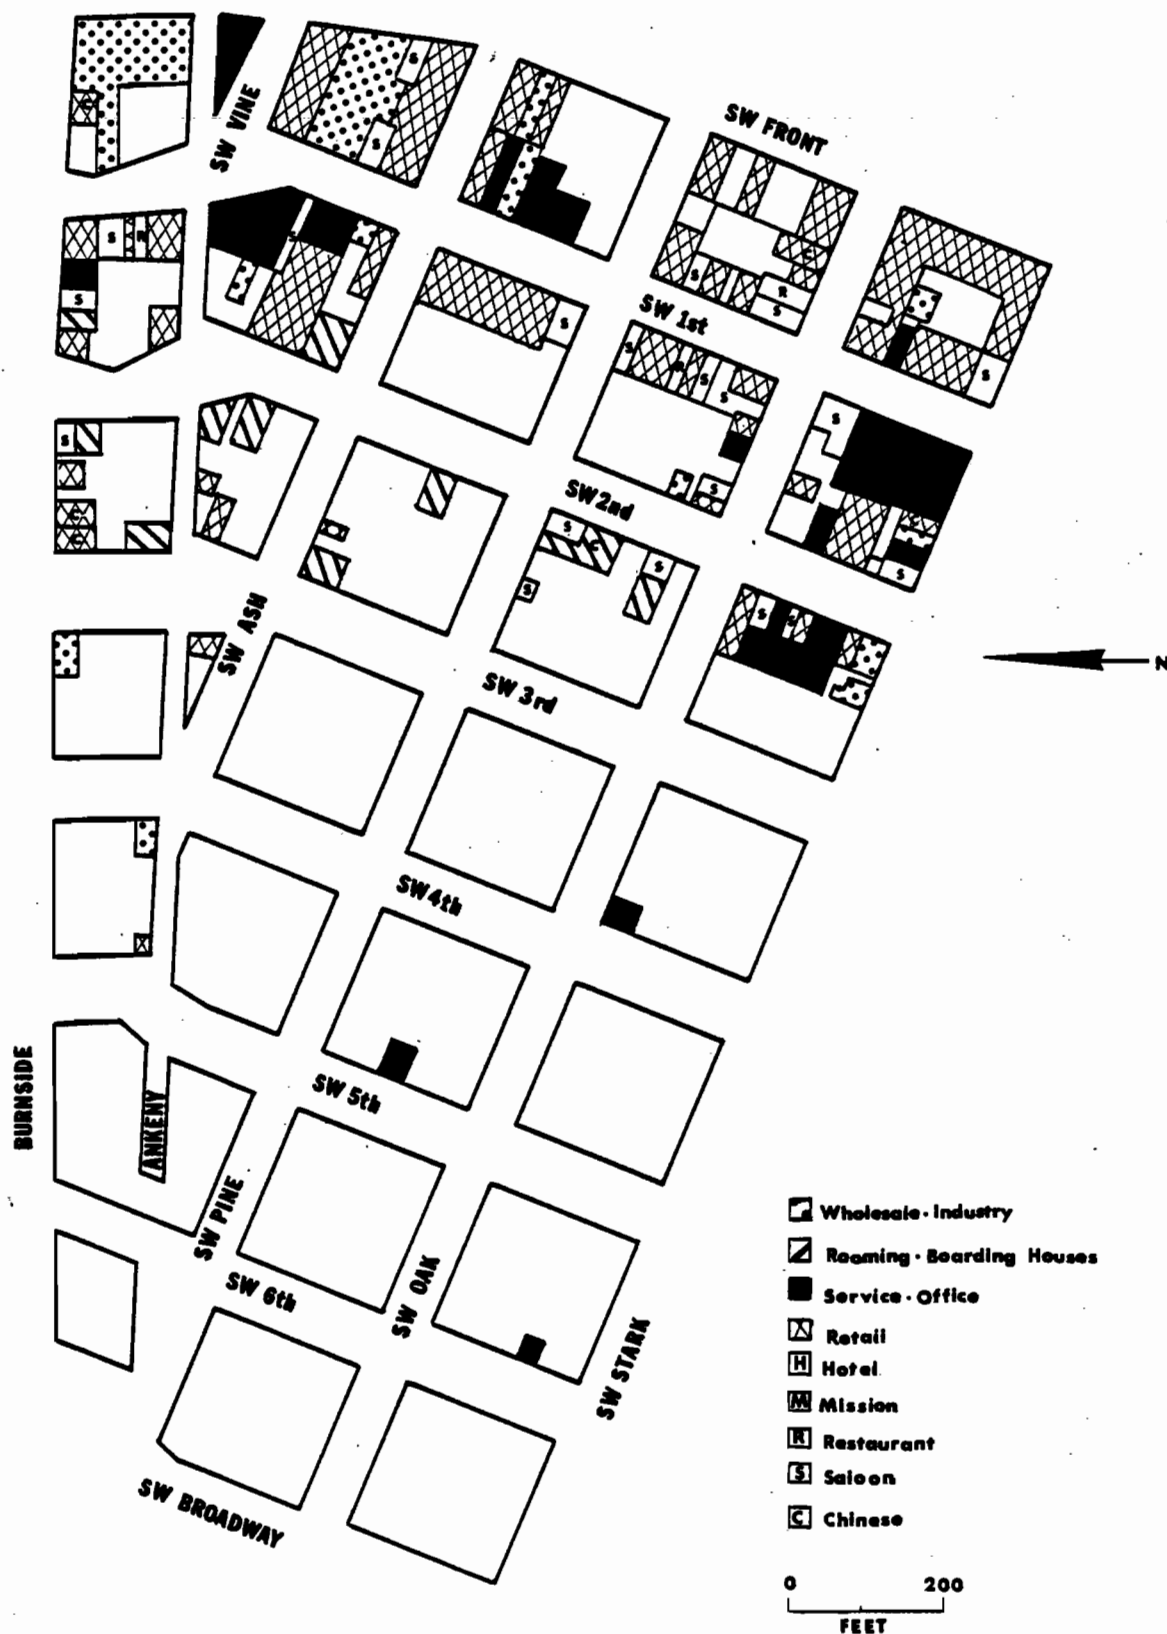 SW VINE
SW FRONT
S
S
C
S
R
S
S
C
S
R
S
SW 1st
S
S
S
R
S
S
S
S
S
C
C
SW 2nd
S
S
C
S
S
C
S
S
S
SW ASH
SW 3rd
N
SW 4th
BURNSIDE
ANKENY
SW 5th
SW PINE
SW 6th
SW OAK
SW STARK
SW BROADWAY
Wholesale · Industry
Rooming · Boarding Houses
Service · Office
Retail
H Hotel
M Mission
R Restaurant
S Saloon
C Chinese
0 200
FEET